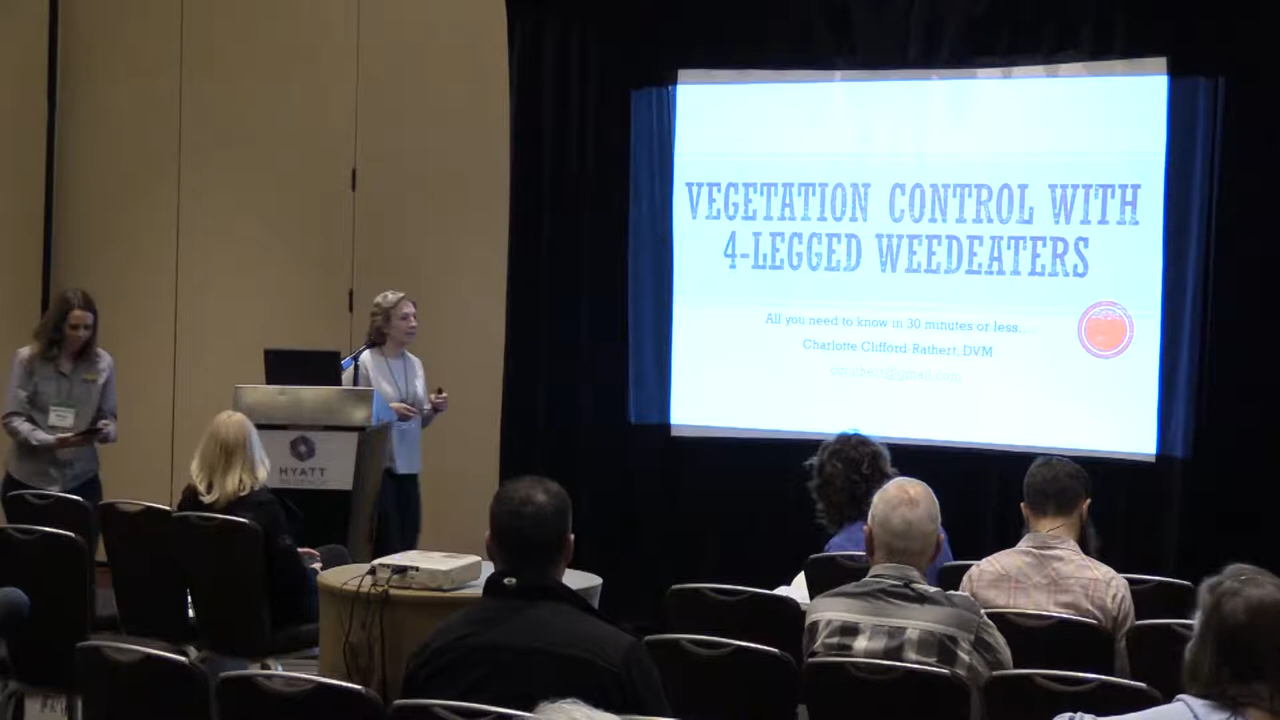 VEGETATION CONTROL WITH
4-LEGGED WEEDEATERS
All you need to know in 30 minutes or less....
Charlotte Clifford-Rathert, DVM
HYATT
REGENCY